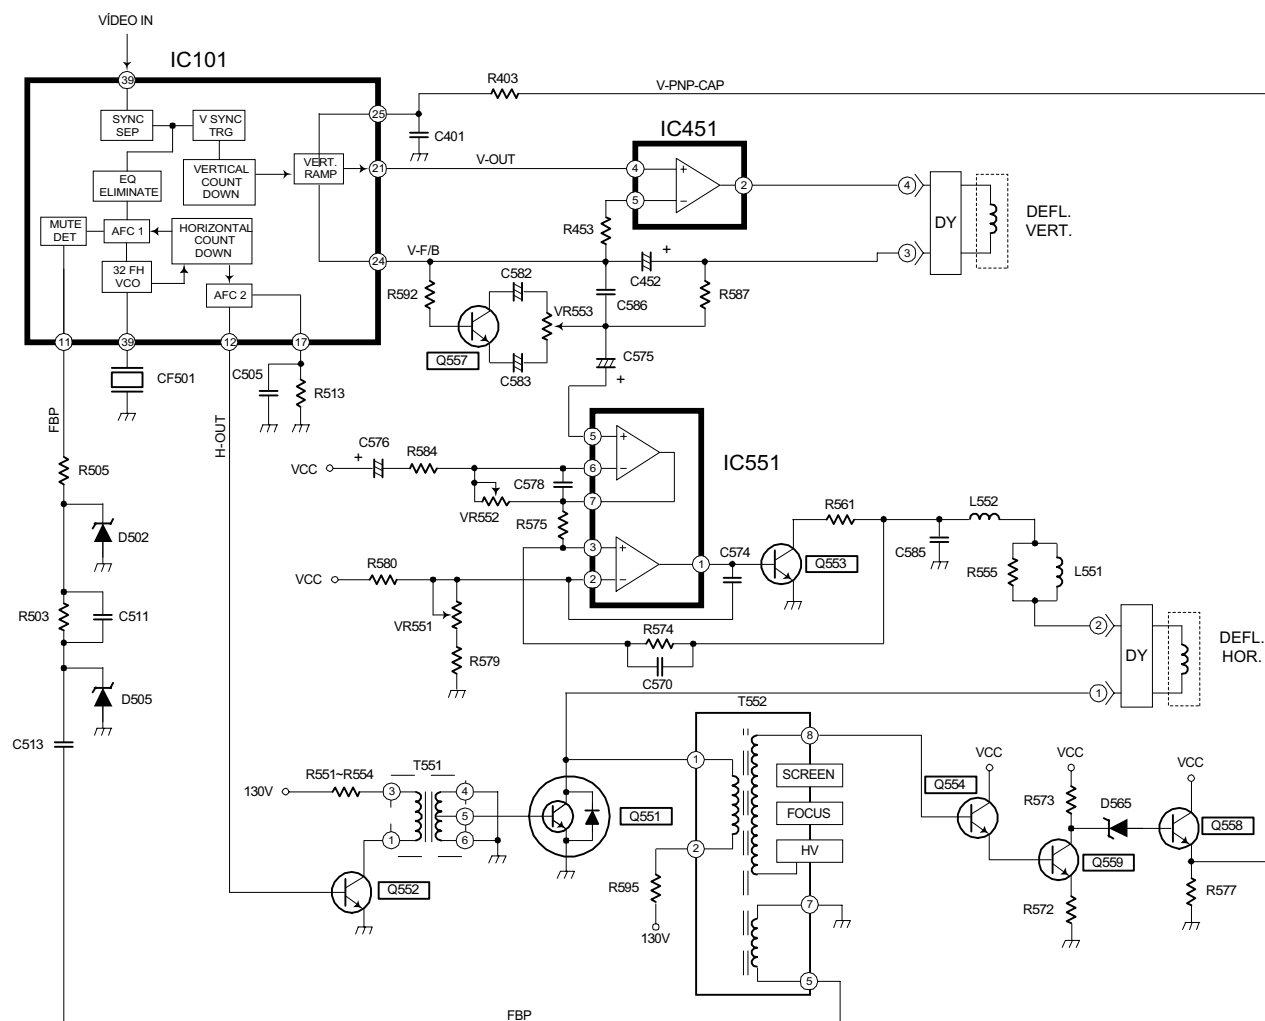 VÍDEO IN
IC101
39
R403
V-PNP-CAP
SYNC
SEP
V SYNC
TRG
25
C401
IC451
VERTICAL
COUNT
DOWN
VERT.
RAMP
21
V-OUT
4
+
2
4
EQ
ELIMINATE
5
−
DY
DEFL.
VERT.
MUTE
DET
AFC 1
HORIZONTAL
COUNT
DOWN
R453
V-F/B
24
+
3
32 FH
VCO
AFC 2
R592
C582
C452
C586
R587
VR553
11
39
12
17
Q557
C583
C575
+
CF501
C505
R513
FBP
H-OUT
C576
+
R584
VCC
5
+
6
−
IC551
R505
C578
7
VR552
R575
R561
L552
D502
3
+
C574
C585
R580
VCC
2
−
1
Q553
R555
L551
R503
C511
VR551
R574
2
DEFL.
HOR.
R579
C570
DY
D505
1
T552
C513
8
1
R551~R554
T551
130V
3
4
SCREEN
VCC
VCC
VCC
Q554
5
Q551
FOCUS
R573
D565
Q558
1
6
2
HV
Q559
Q552
R595
R577
7
R572
130V
5
FBP